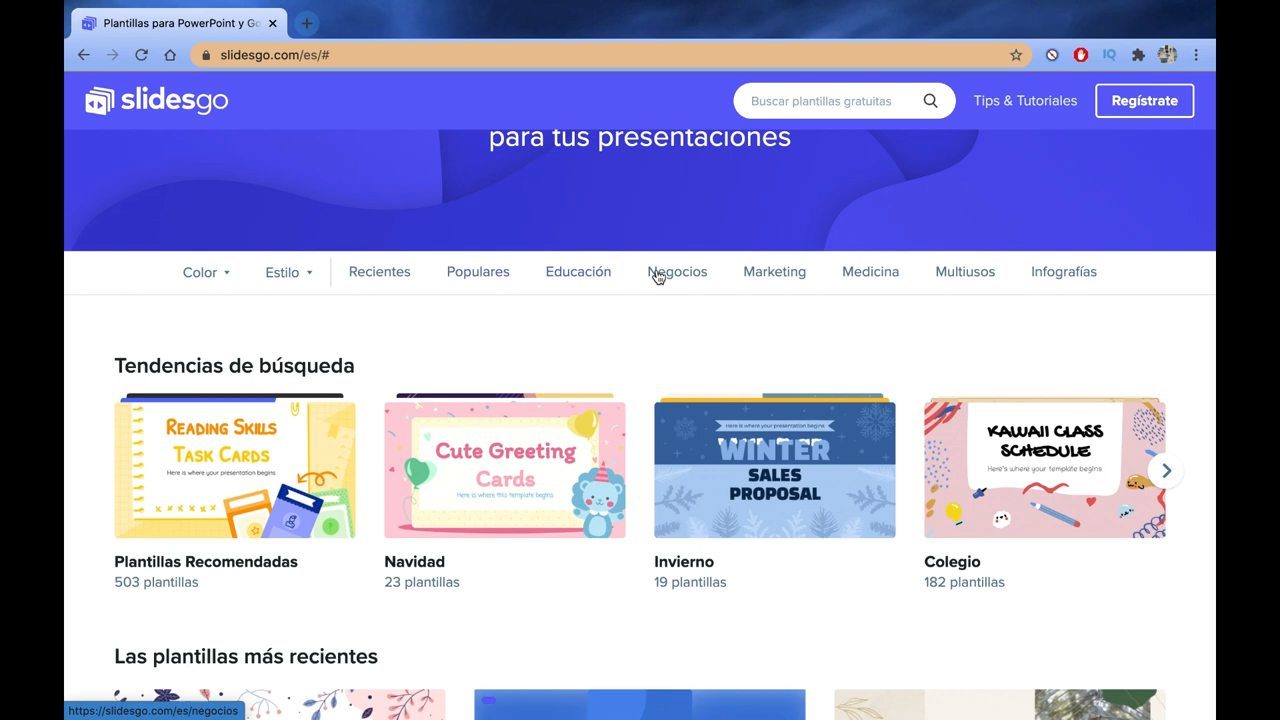 Plantillas para PowerPoint y Go
slidesgo.com/es/#
slidesgo
Buscar plantillas gratuitas
Tips & Tutoriales
Regístrate
para tus presentaciones
Color
Estilo
Recientes
Populares
Educación
Negocios
Marketing
Medicina
Multiusos
Infografías
Tendencias de búsqueda
READING SKILLS
TASK CARDS
Here is where your presentation begins
Cute Greeting
Cards
Here is where this template begins
Here is where your presentation begins
WINTER
SALES
PROPOSAL
KAWAII CLASS
SCHEDULE
Here's where your template begins
Plantillas Recomendadas
503 plantillas
Navidad
23 plantillas
Invierno
19 plantillas
Colegio
182 plantillas
Las plantillas más recientes
https://slidesgo.com/es/negocios